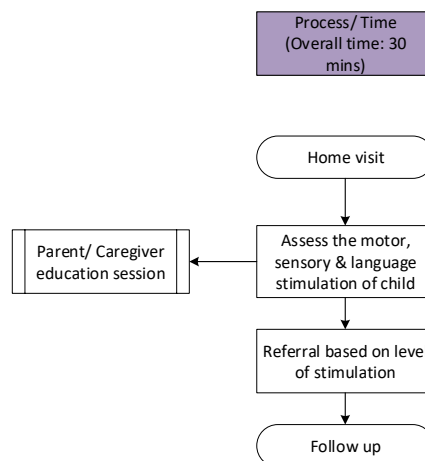 Process/ Time
(Overall time: 30
mins)
Home visit
Parent/ Caregiver
education session
Assess the motor,
sensory & language
stimulation of child
Referral based on level
of stimulation
Follow up